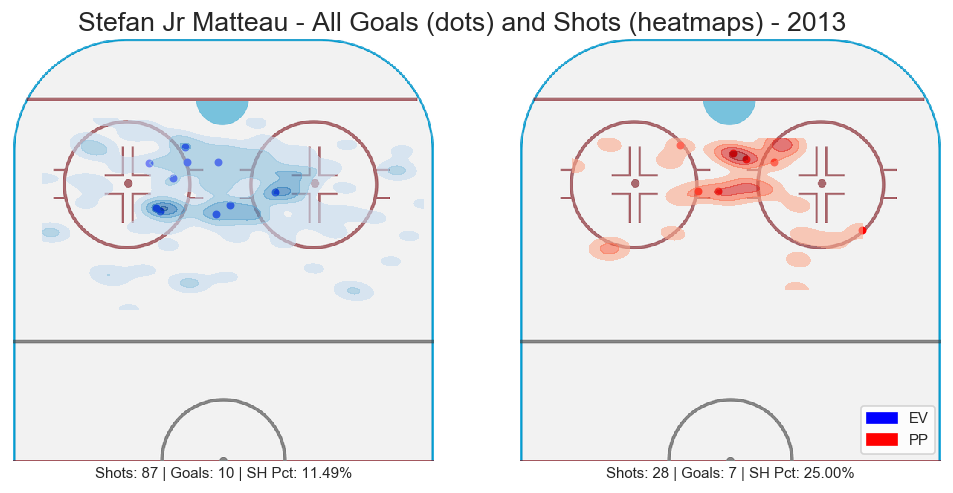 Stefan Jr Matteau - All Goals (dots) and Shots (heatmaps) - 2013
EV
PP
Shots: 87 | Goals: 10 | SH Pct: 11.49%
Shots: 28 | Goals: 7 | SH Pct: 25.00%